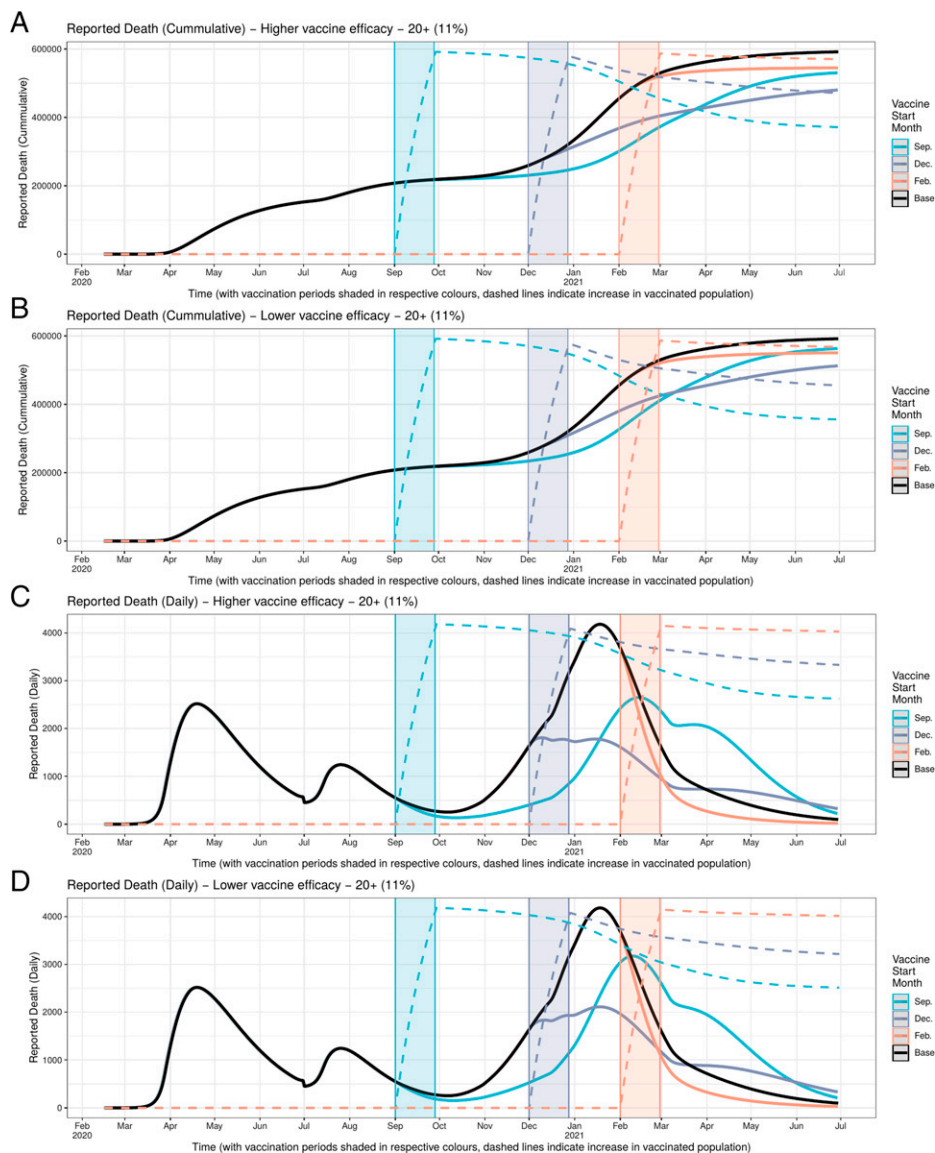 A
Reported Death (Cummulative) – Higher vaccine efficacy – 20+ (11%)
Reported Death (Cummulative)
600000
400000
200000
0
Feb
2020
Mar
Apr
May
Jun
Jul
Aug
Sep
Oct
Nov
Dec
Jan
2021
Feb
Mar
Apr
May
Jun
Jul
Time (with vaccination periods shaded in respective colours, dashed lines indicate increase in vaccinated population)
Vaccine
Start
Month
Sep.
Dec.
Feb.
Base
B
Reported Death (Cummulative) – Lower vaccine efficacy – 20+ (11%)
Reported Death (Cummulative)
600000
400000
200000
0
Feb
2020
Mar
Apr
May
Jun
Jul
Aug
Sep
Oct
Nov
Dec
Jan
2021
Feb
Mar
Apr
May
Jun
Jul
Time (with vaccination periods shaded in respective colours, dashed lines indicate increase in vaccinated population)
Vaccine
Start
Month
Sep.
Dec.
Feb.
Base
C
Reported Death (Daily) – Higher vaccine efficacy – 20+ (11%)
Reported Death (Daily)
4000
3000
2000
1000
0
Feb
2020
Mar
Apr
May
Jun
Jul
Aug
Sep
Oct
Nov
Dec
Jan
2021
Feb
Mar
Apr
May
Jun
Jul
Time (with vaccination periods shaded in respective colours, dashed lines indicate increase in vaccinated population)
Vaccine
Start
Month
Sep.
Dec.
Feb.
Base
D
Reported Death (Daily) – Lower vaccine efficacy – 20+ (11%)
Reported Death (Daily)
4000
3000
2000
1000
0
Feb
2020
Mar
Apr
May
Jun
Jul
Aug
Sep
Oct
Nov
Dec
Jan
2021
Feb
Mar
Apr
May
Jun
Jul
Time (with vaccination periods shaded in respective colours, dashed lines indicate increase in vaccinated population)
Vaccine
Start
Month
Sep.
Dec.
Feb.
Base